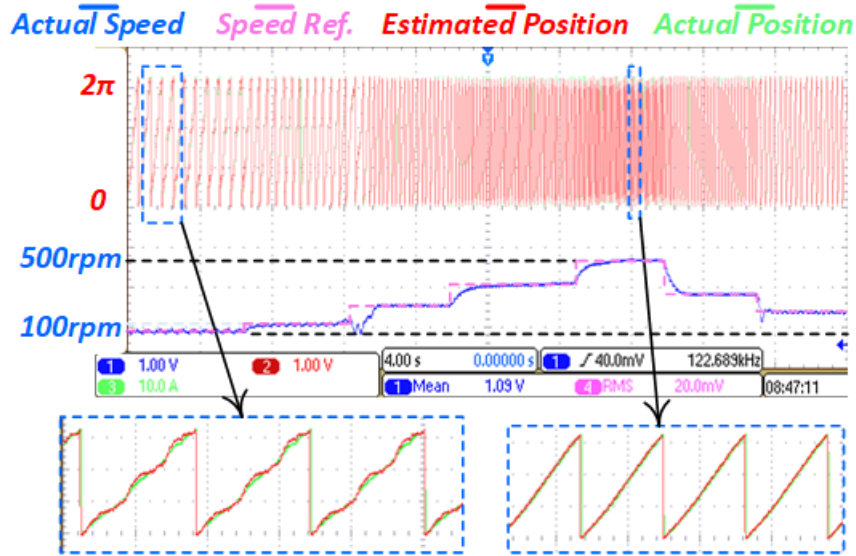 Actual Speed Speed Ref. Estimated Position Actual Position
2π
0
500rpm
100rpm
1 1.00 V 2 1.00 V 4.00 s 0.00000 s 1 40.0mV 122.689kHz
3 10.0 A 1 Mean 1.09 V 4 RMS 20.0mV 08:47:11